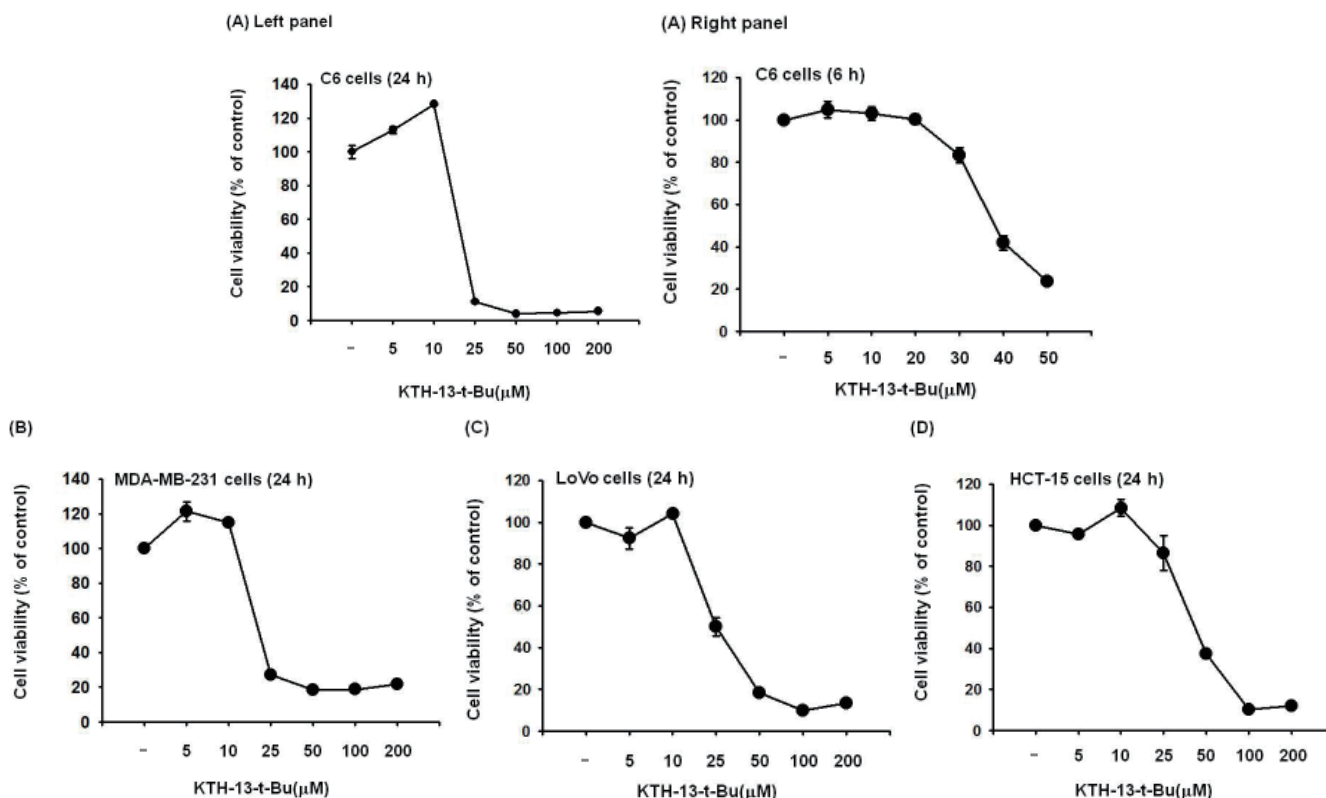 (A) Left panel
(A) Right panel
C6 cells (24 h)
Cell viability (% of control)
140
120
100
80
60
40
20
0
– 5 10 25 50 100 200
KTH-13-t-Bu(μM)
C6 cells (6 h)
Cell viability (% of control)
120
100
80
60
40
20
0
– 5 10 20 30 40 50
KTH-13-t-Bu(μM)
(B)
MDA-MB-231 cells (24 h)
Cell viability (% of control)
140
120
100
80
60
40
20
0
– 5 10 25 50 100 200
KTH-13-t-Bu(μM)
(C)
LoVo cells (24 h)
Cell viability (% of control)
120
100
80
60
40
20
0
– 5 10 25 50 100 200
KTH-13-t-Bu(μM)
(D)
HCT-15 cells (24 h)
Cell viability (% of control)
120
100
80
60
40
20
0
– 5 10 25 50 100 200
KTH-13-t-Bu(μM)